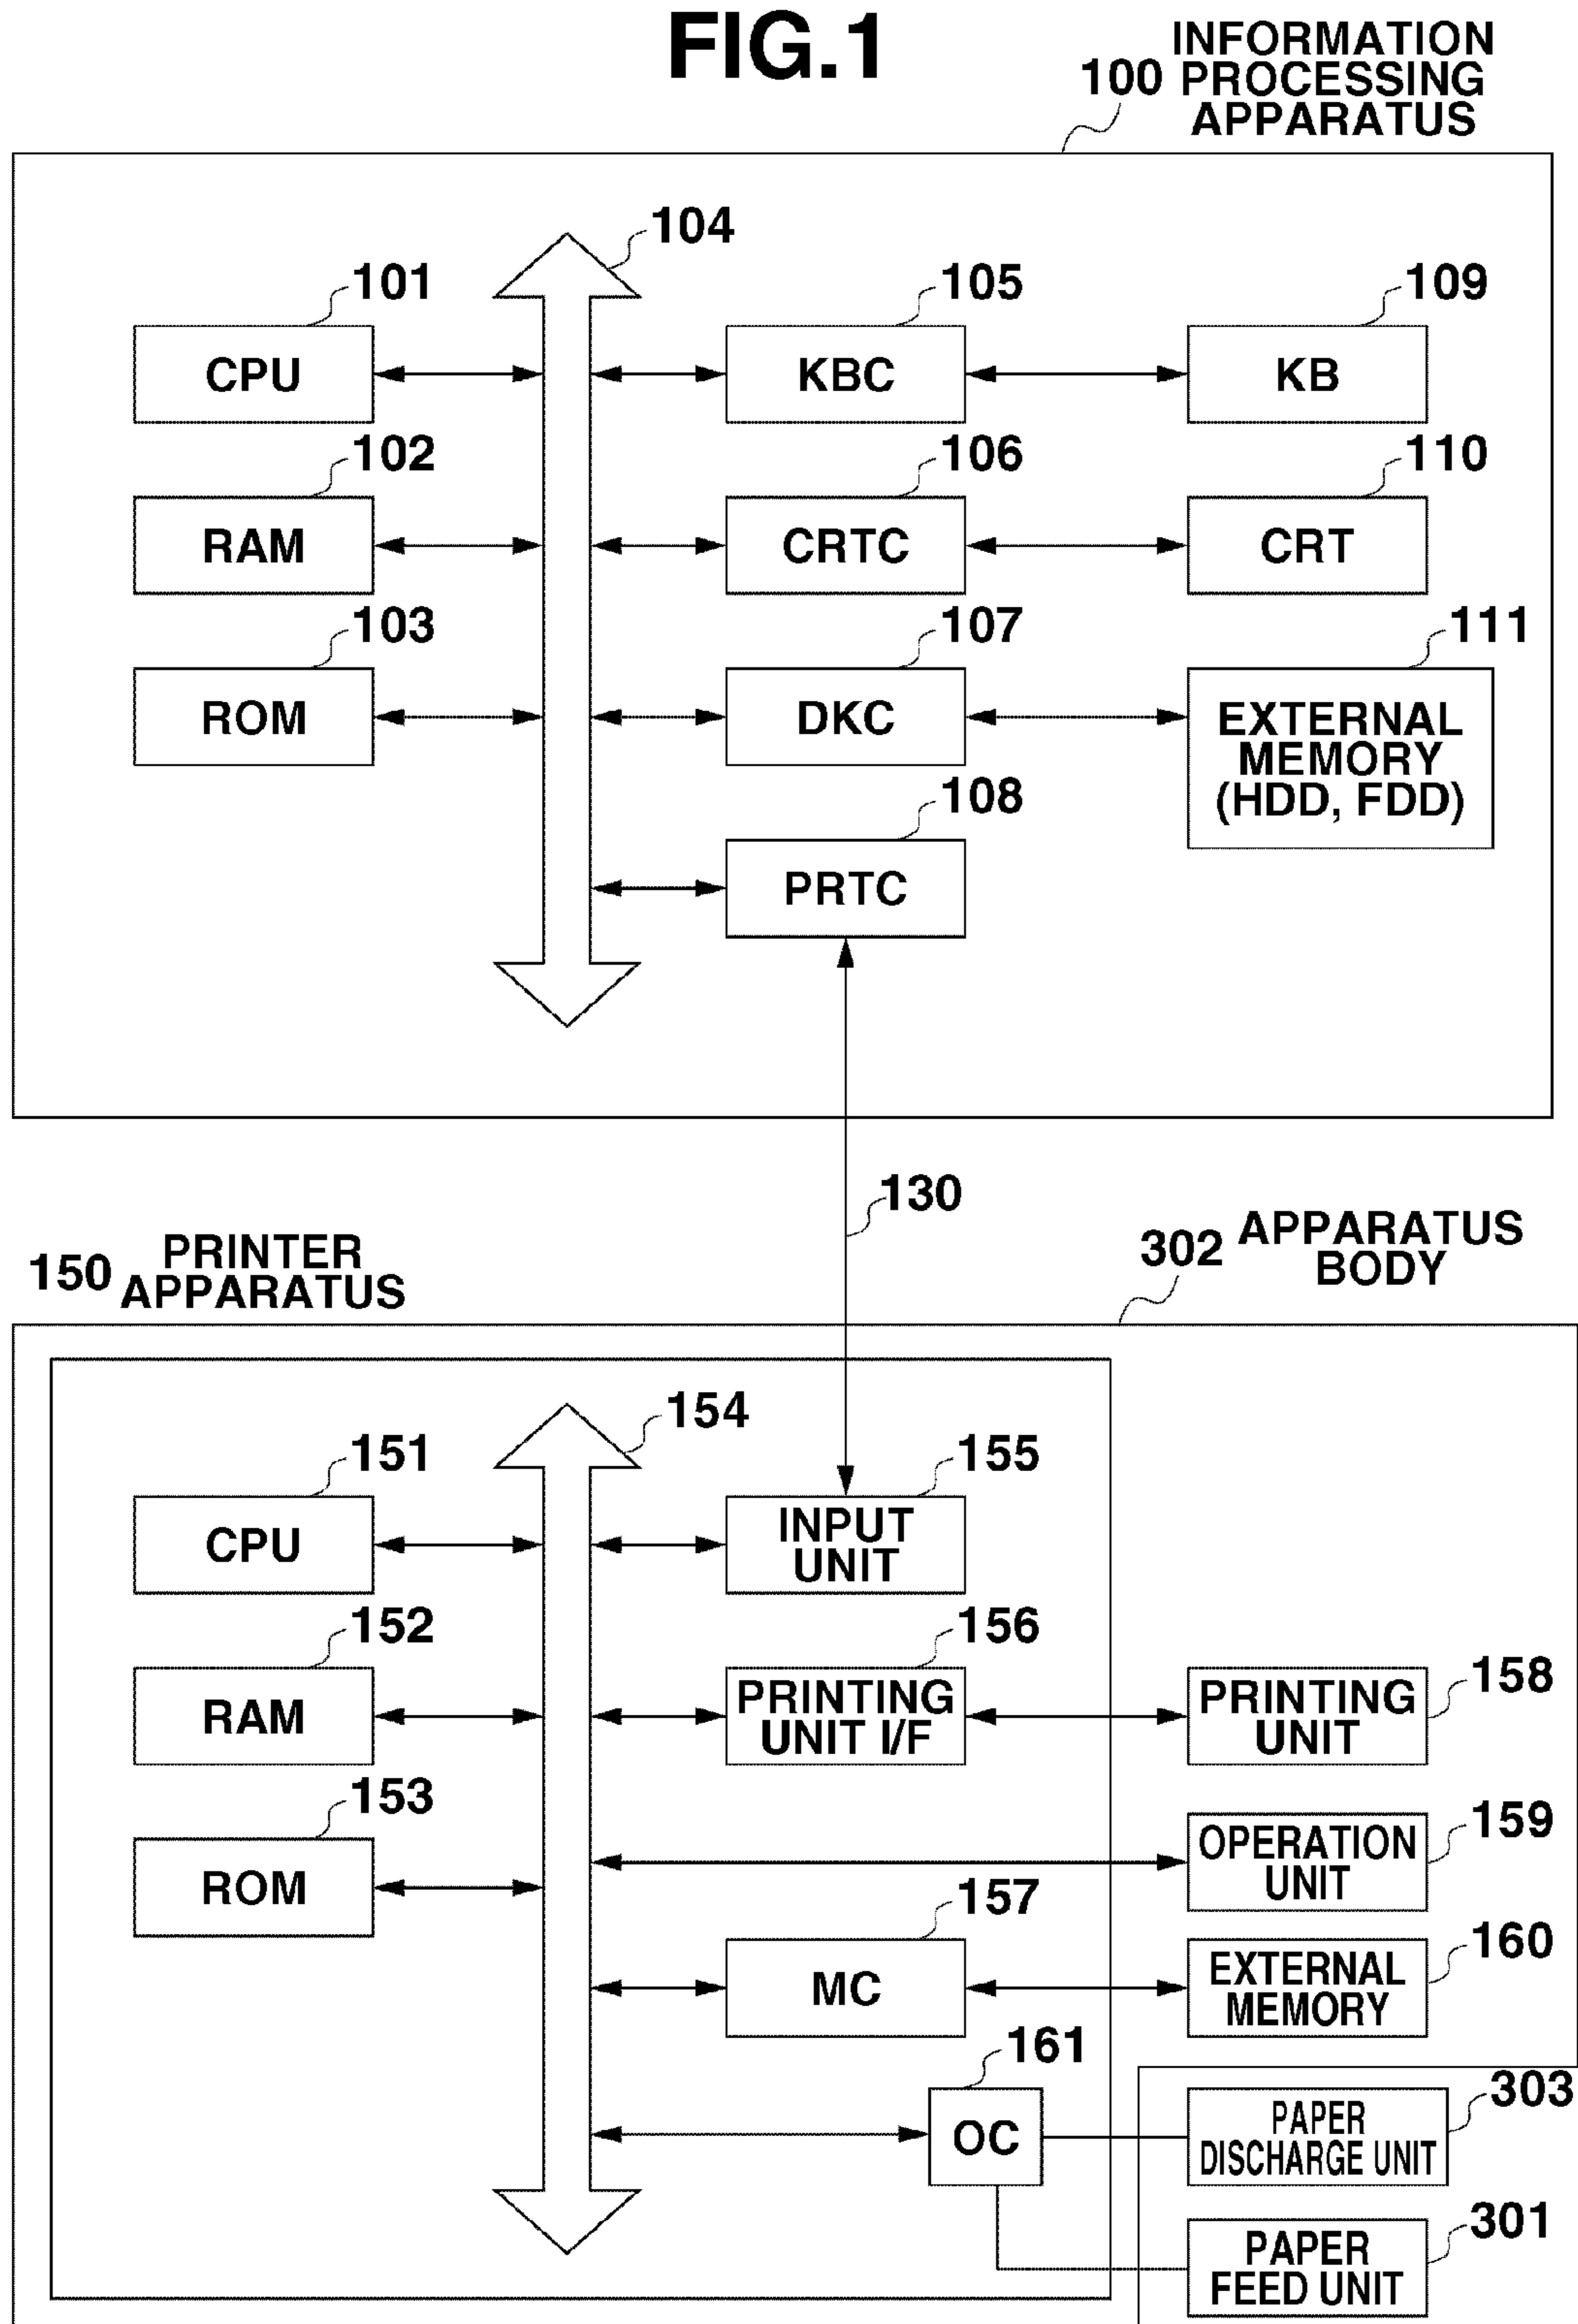 FIG.1
INFORMATION
100 PROCESSING
APPARATUS
104
101
105
109
CPU
KBC
KB
102
106
110
RAM
CRTC
CRT
103
107
111
ROM
DKC
EXTERNAL
MEMORY
(HDD, FDD)
108
PRTC
130
150 PRINTER
APPARATUS
302 APPARATUS
BODY
154
151
155
CPU
INPUT
UNIT
152
156
158
RAM
PRINTING
UNIT I/F
PRINTING
UNIT
153
159
ROM
OPERATION
UNIT
157
160
MC
EXTERNAL
MEMORY
161
303
OC
PAPER
DISCHARGE UNIT
301
PAPER
FEED UNIT